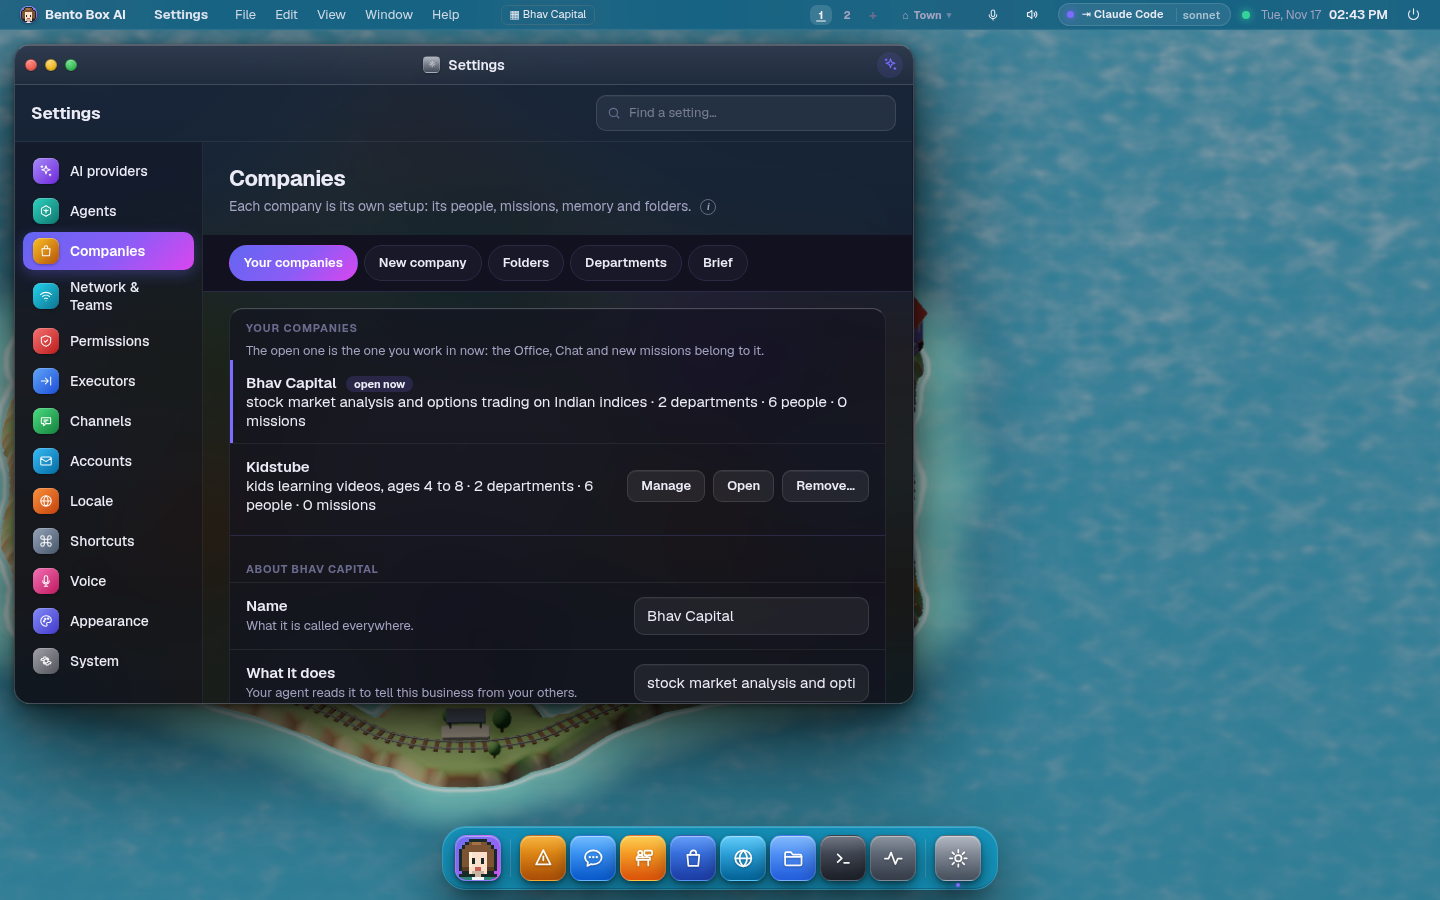 Bento Box AI Settings File Edit View Window Help Bhav Capital 1 2 + Town Claude Code sonnet Tue, Nov 17 02:43 PM
Settings
Settings
Find a setting...
AI providers
Agents
Companies
Network &
Teams
Permissions
Executors
Channels
Accounts
Locale
Shortcuts
Voice
Appearance
System
Companies
Each company is its own setup: its people, missions, memory and folders. i
Your companies New company Folders Departments Brief
YOUR COMPANIES
The open one is the one you work in now: the Office, Chat and new missions belong to it.
Bhav Capital open now
stock market analysis and options trading on Indian indices · 2 departments · 6 people · 0
missions
Kidstube
kids learning videos, ages 4 to 8 · 2 departments · 6
people · 0 missions
Manage Open Remove...
ABOUT BHAV CAPITAL
Name
What it is called everywhere.
Bhav Capital
What it does
Your agent reads it to tell this business from your others.
stock market analysis and opti